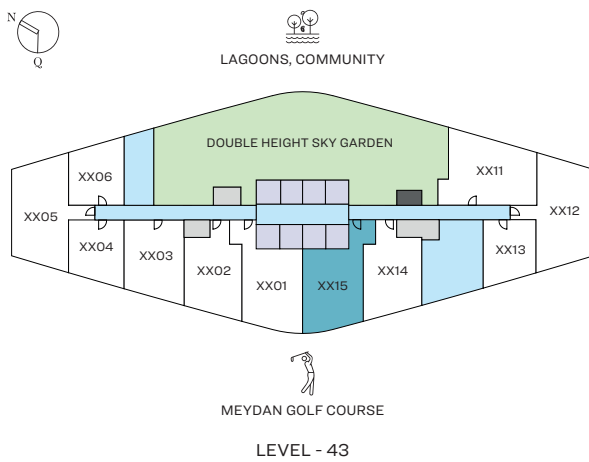 N
Q
LAGOONS, COMMUNITY
DOUBLE HEIGHT SKY GARDEN
XX06
XX11
XX05
XX12
XX04
XX03
XX02
XX01
XX15
XX14
XX13
MEYDAN GOLF COURSE
LEVEL - 43